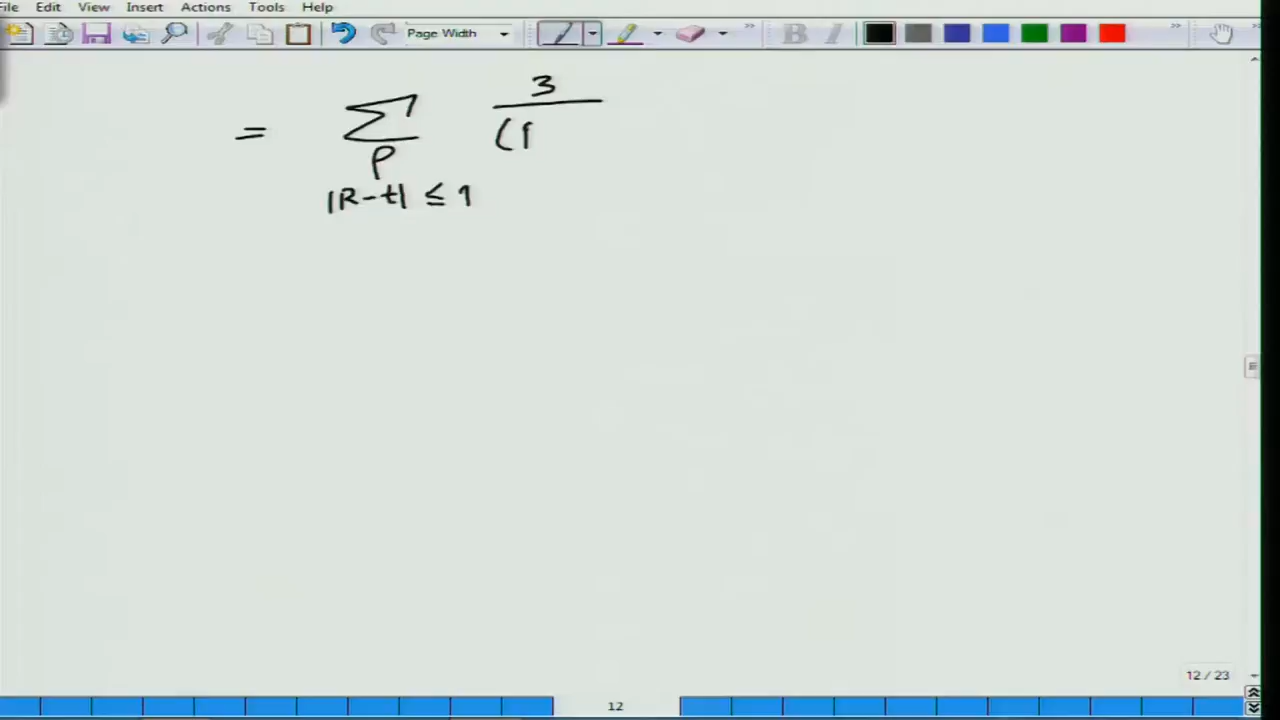 File Edit View Insert Actions Tools Help
Page Width
= ∑ 3 / (1
ρ
|R-t| ≤ 1
12 / 23
12